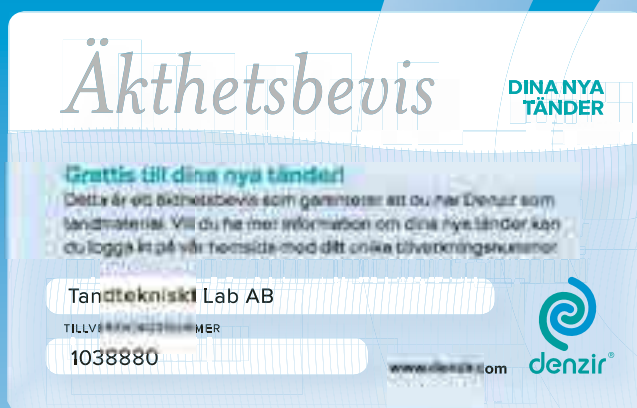 Äkthetsbevis
DINA NYA
TÄNDER
Grattis till dina nya tänder!
Detta är ett äkthetsbevis som garanterar att du har Denzir som
tandmaterial. Vill du ha mer information om dina nya tänder kan
du logga in på vår hemsida med ditt unika tillverkningsnummer
Tandtekniskt Lab AB
TILLVERKNINGSNUMMER
1038880
www.denzir.com
denzir®